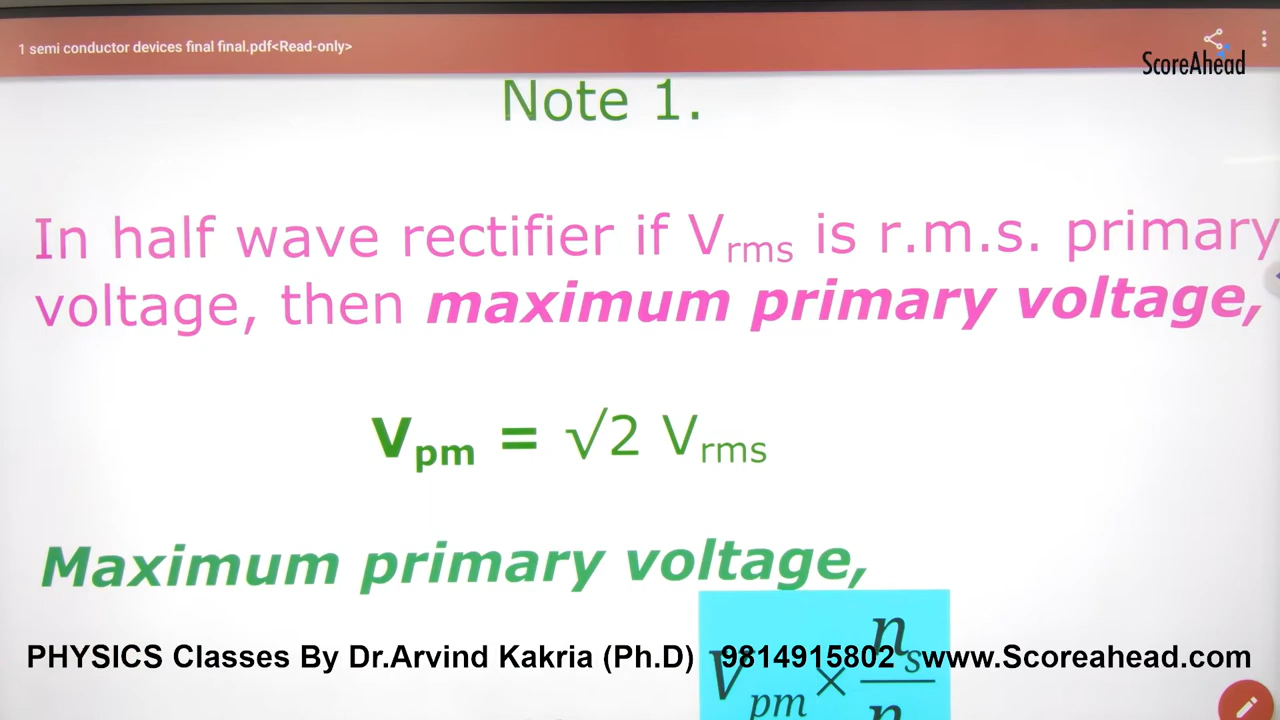 1 semi conductor devices final final.pdf<Read-only>
ScoreAhead
Note 1.
In half wave rectifier if Vrms is r.m.s. primary
voltage, then maximum primary voltage,
Vpm = √2 Vrms
Maximum primary voltage,
Vpm × ns
PHYSICS Classes By Dr.Arvind Kakria (Ph.D) 9814915802 www.Scoreahead.com